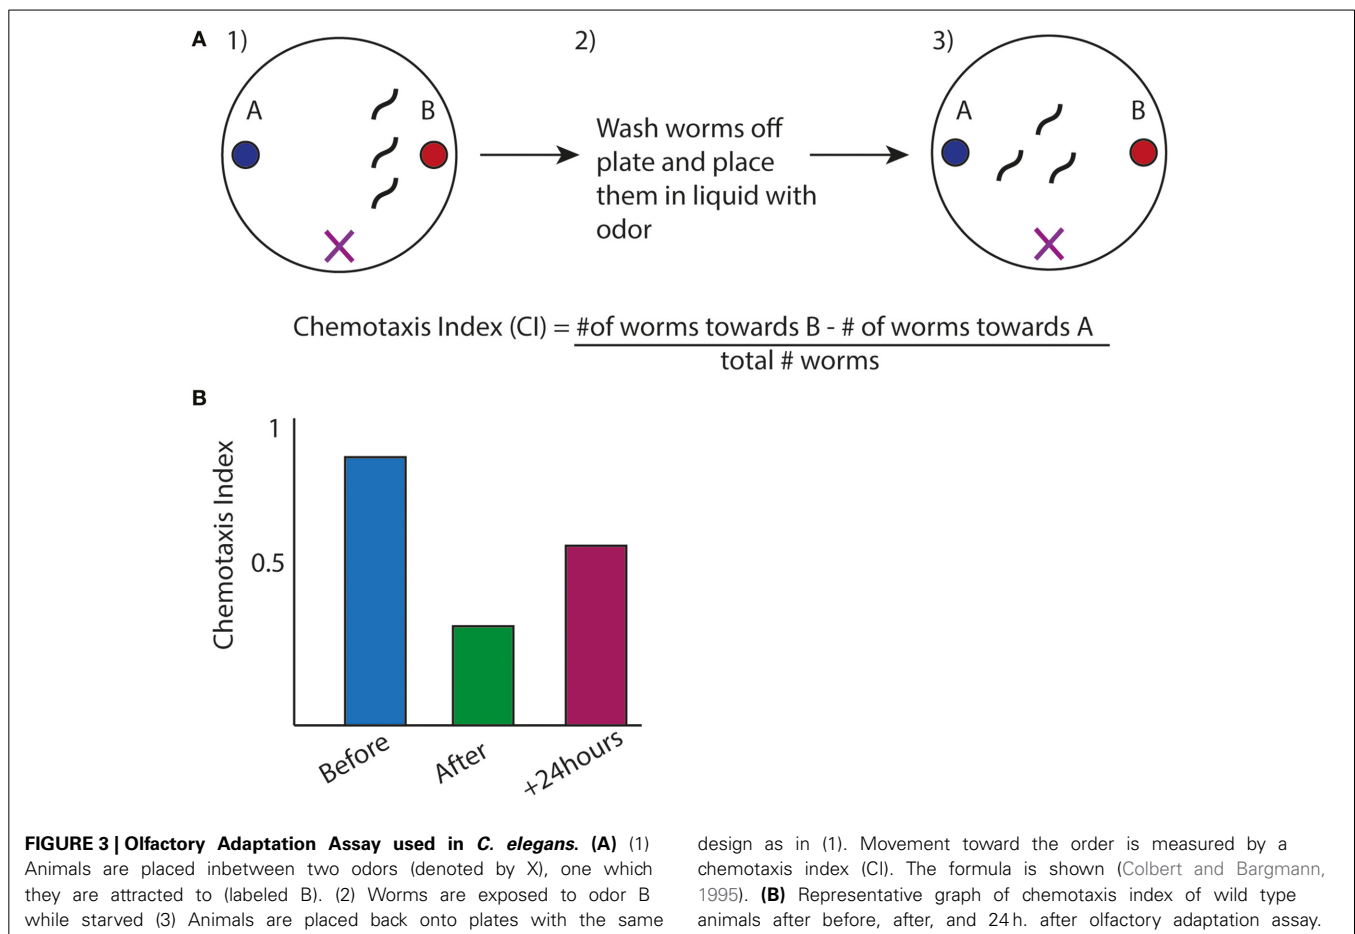 A 1) 2) 3)
A B
A B
Wash worms off
plate and place
them in liquid with
odor
Chemotaxis Index (CI) = #of worms towards B - # of worms towards A
total # worms
B
Chemotaxis Index
1
0.5
Before After +24hours
FIGURE 3 | Olfactory Adaptation Assay used in C. elegans. (A) (1)
Animals are placed inbetween two odors (denoted by X), one which
they are attracted to (labeled B). (2) Worms are exposed to odor B
while starved (3) Animals are placed back onto plates with the same
design as in (1). Movement toward the order is measured by a
chemotaxis index (CI). The formula is shown (Colbert and Bargmann,
1995). (B) Representative graph of chemotaxis index of wild type
animals after before, after, and 24 h. after olfactory adaptation assay.